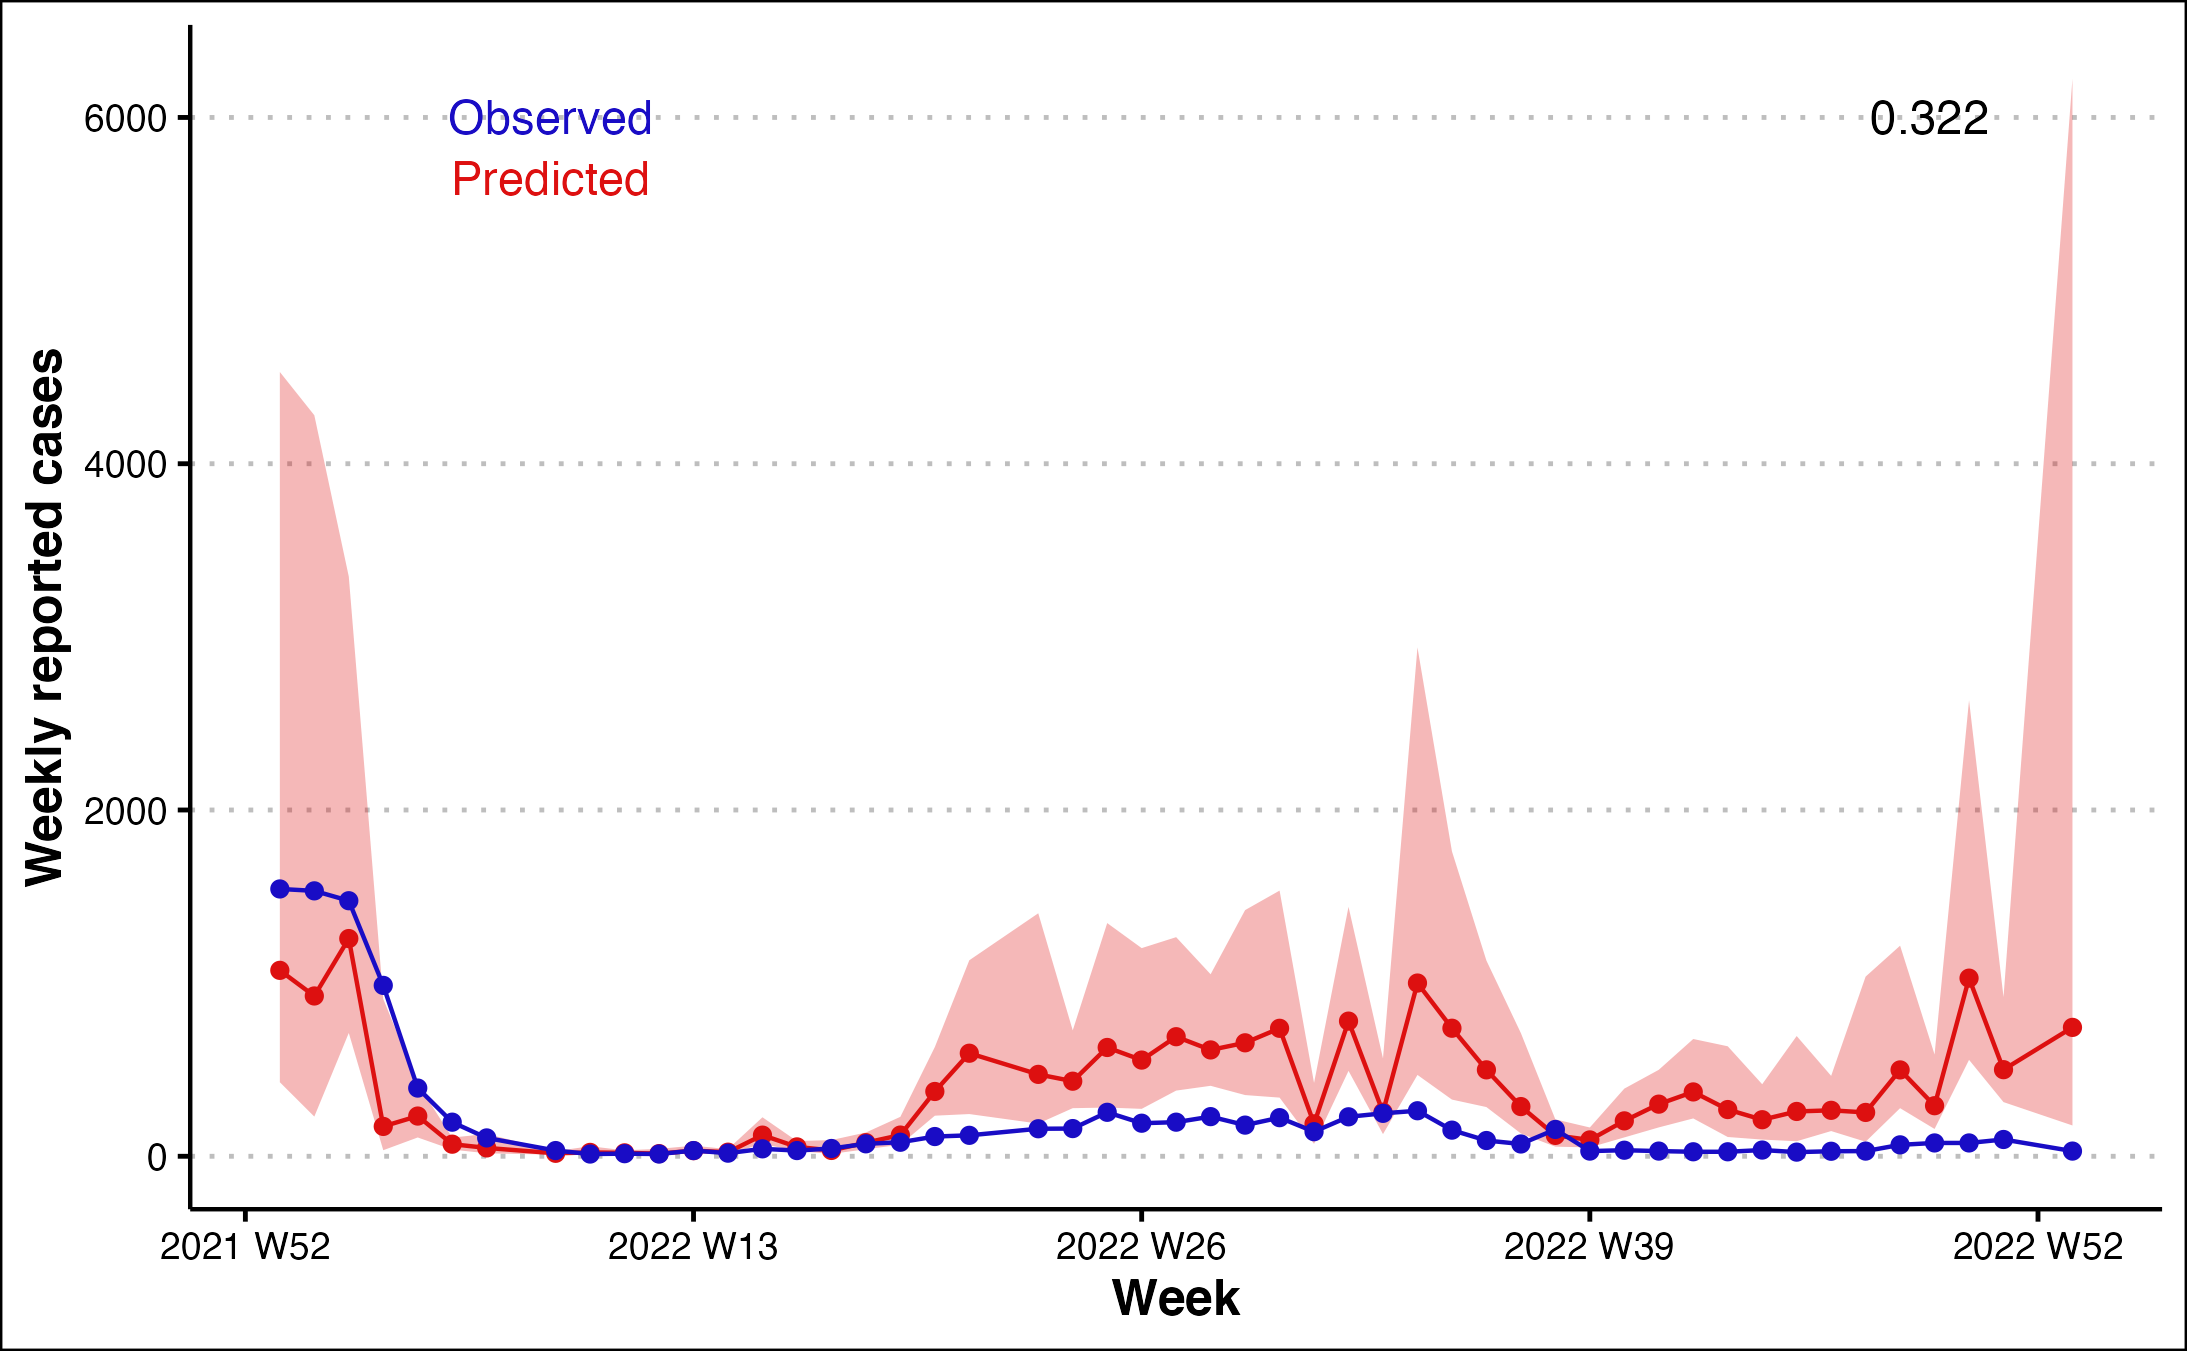 Weekly reported cases
6000
4000
2000
0
Observed
Predicted
0.322
2021 W52
2022 W13
2022 W26
2022 W39
2022 W52
Week